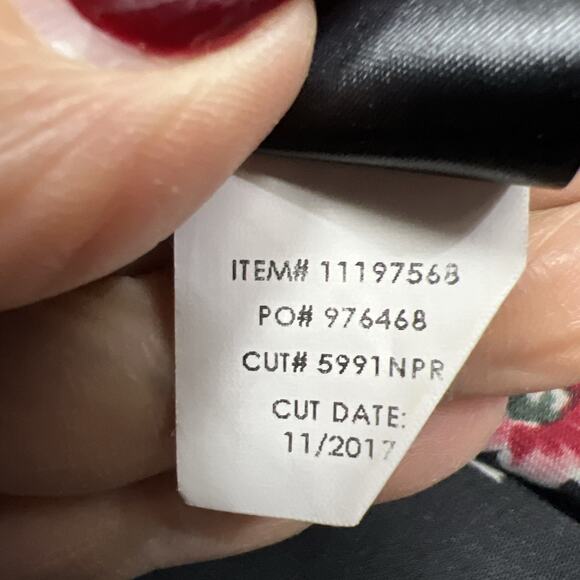 ITEM# 11197568
PO# 976468
CUT# 5991NPR
CUT DATE:
11/2017